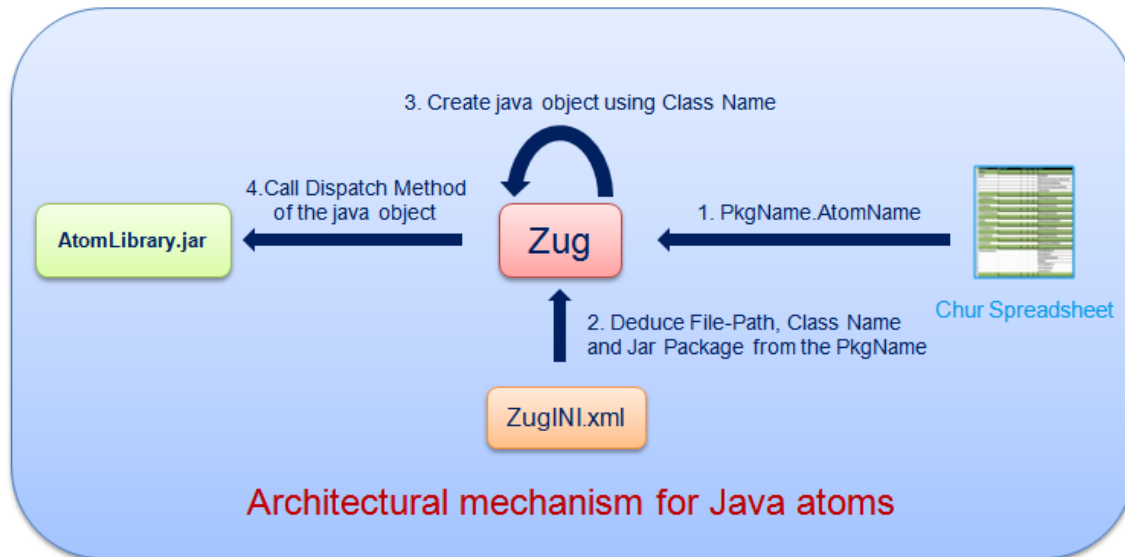 3. Create java object using Class Name
4.Call Dispatch Method
of the java object
1. PkgName.AtomName
AtomLibrary.jar
Zug
Chur Spreadsheet
2. Deduce File-Path, Class Name
and Jar Package from the PkgName
ZugINI.xml
Architectural mechanism for Java atoms